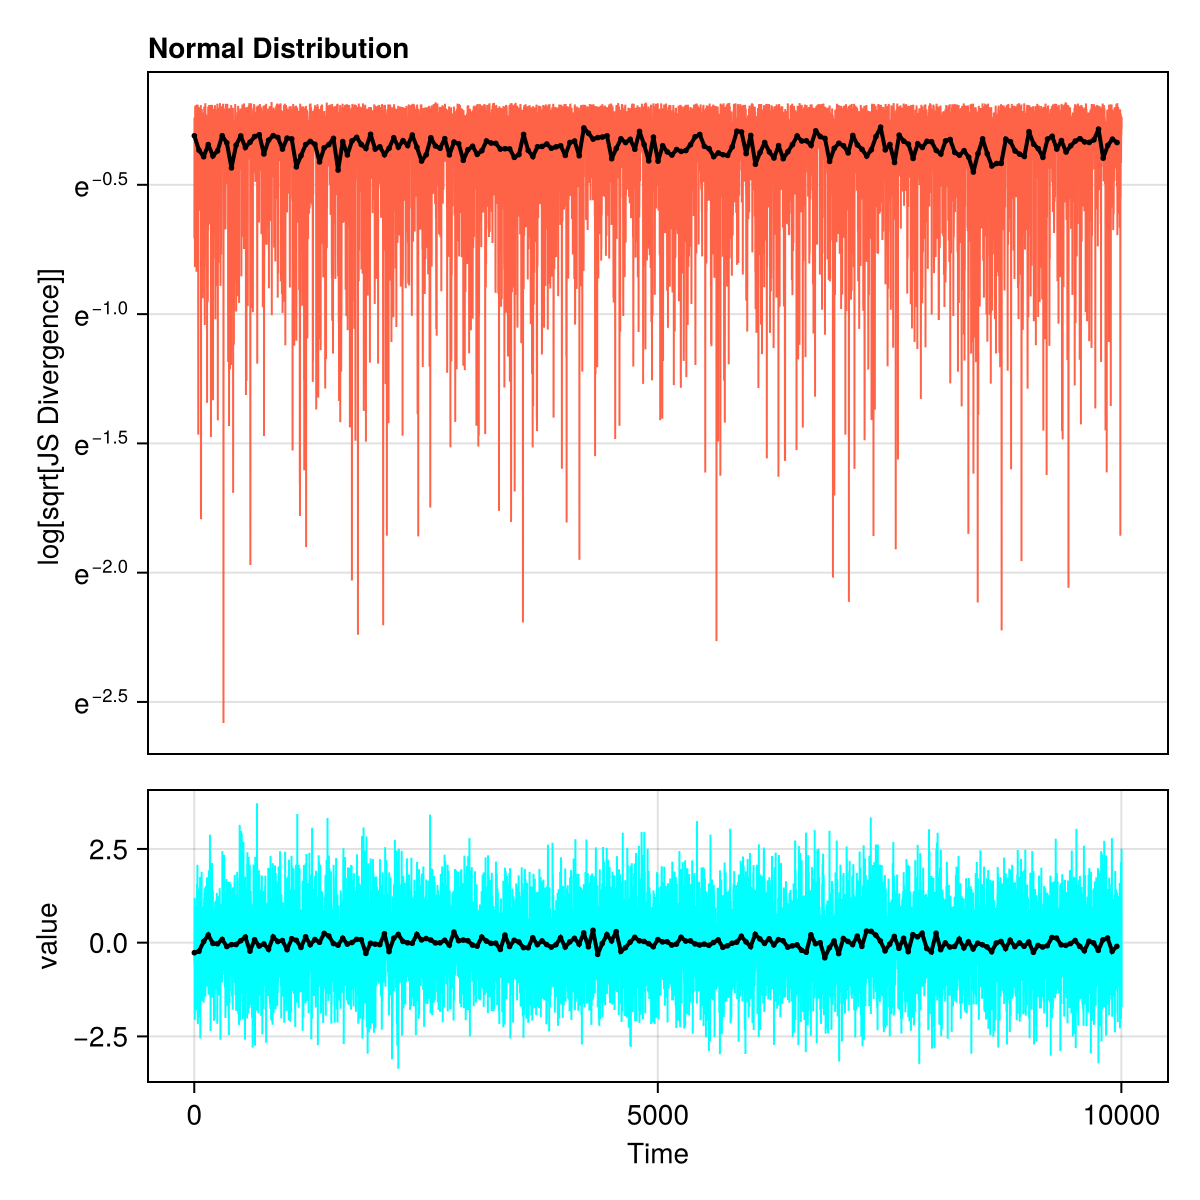 Normal Distribution
log[sqrt[JS Divergence]]
e^−0.5
e^−1.0
e^−1.5
e^−2.0
e^−2.5
value
2.5
0.0
−2.5
0
5000
10000
Time